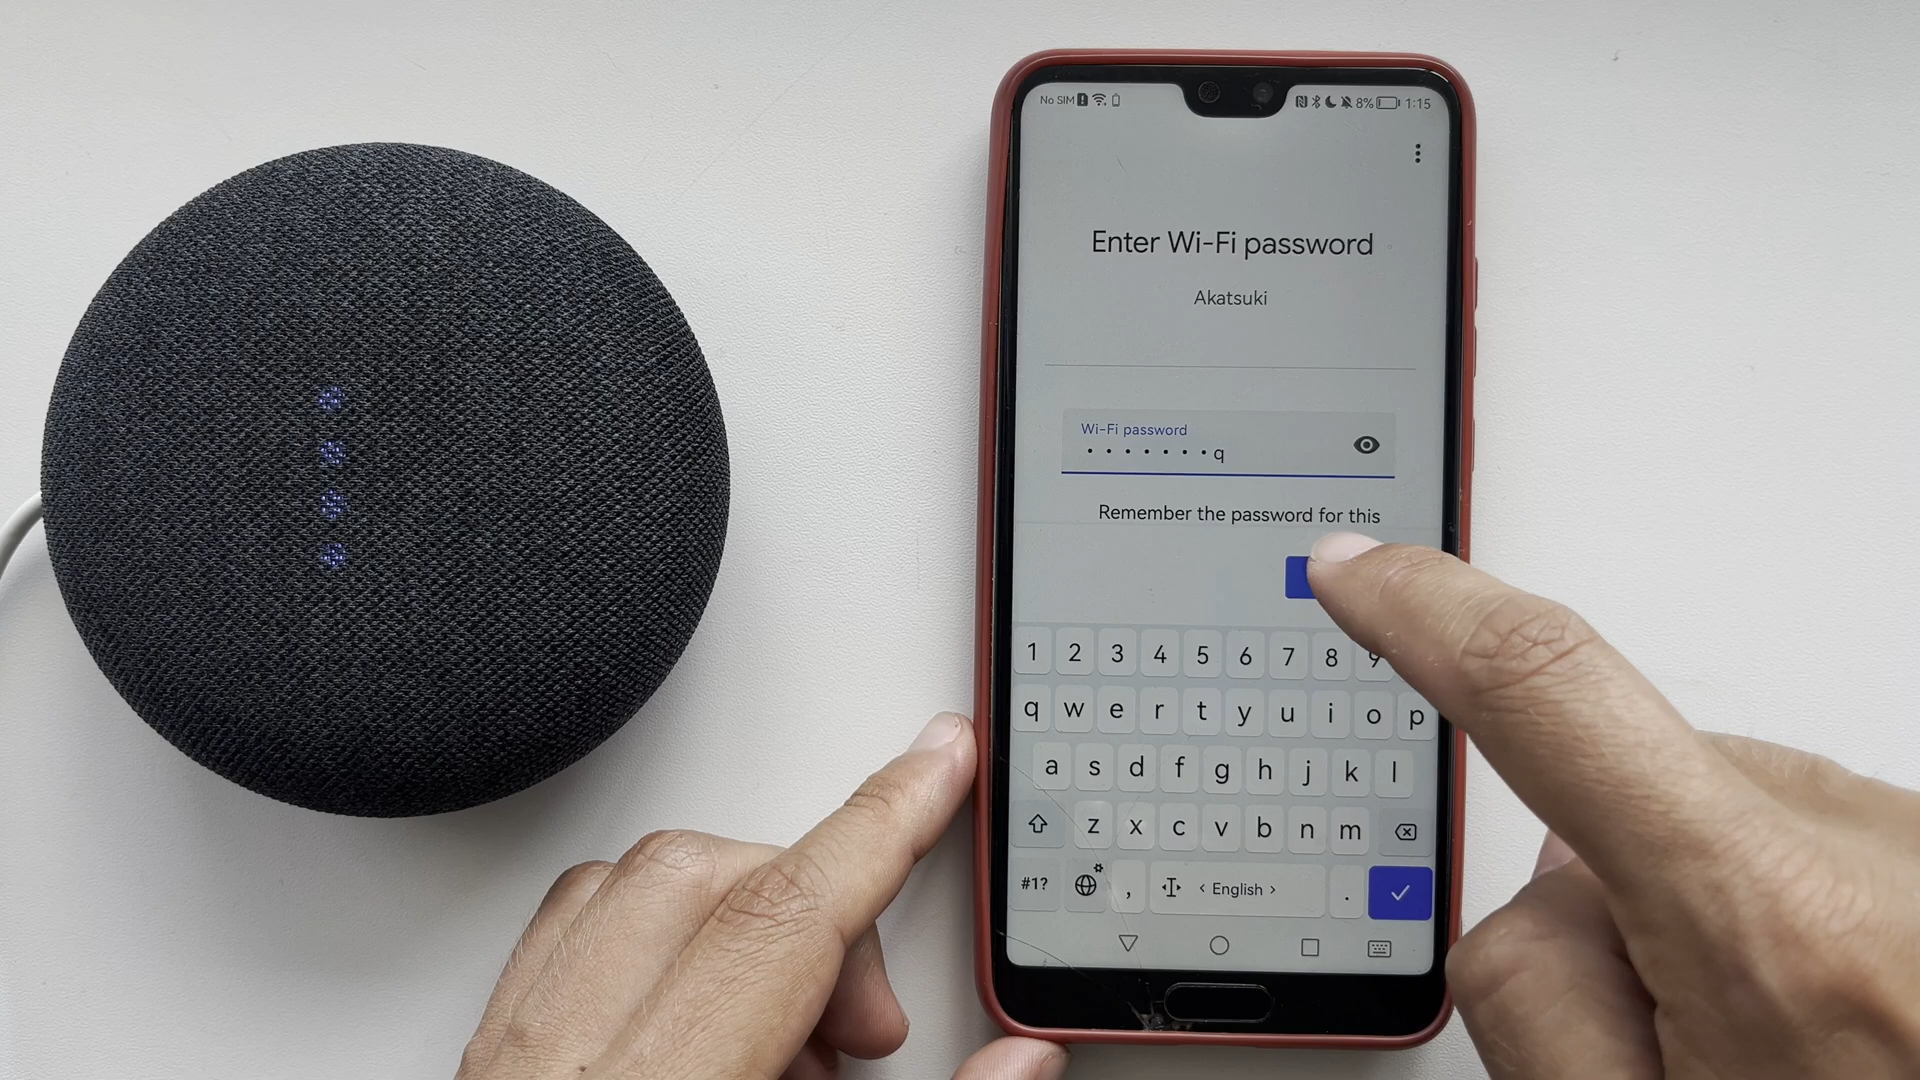 No SIM 8% 1:15
Enter Wi-Fi password
Akatsuki
Wi-Fi password
• • • • • • • q
Remember the password for this
1 2 3 4 5 6 7 8 9
q w e r t y u i o p
a s d f g h j k l
z x c v b n m
#1? , < English > .